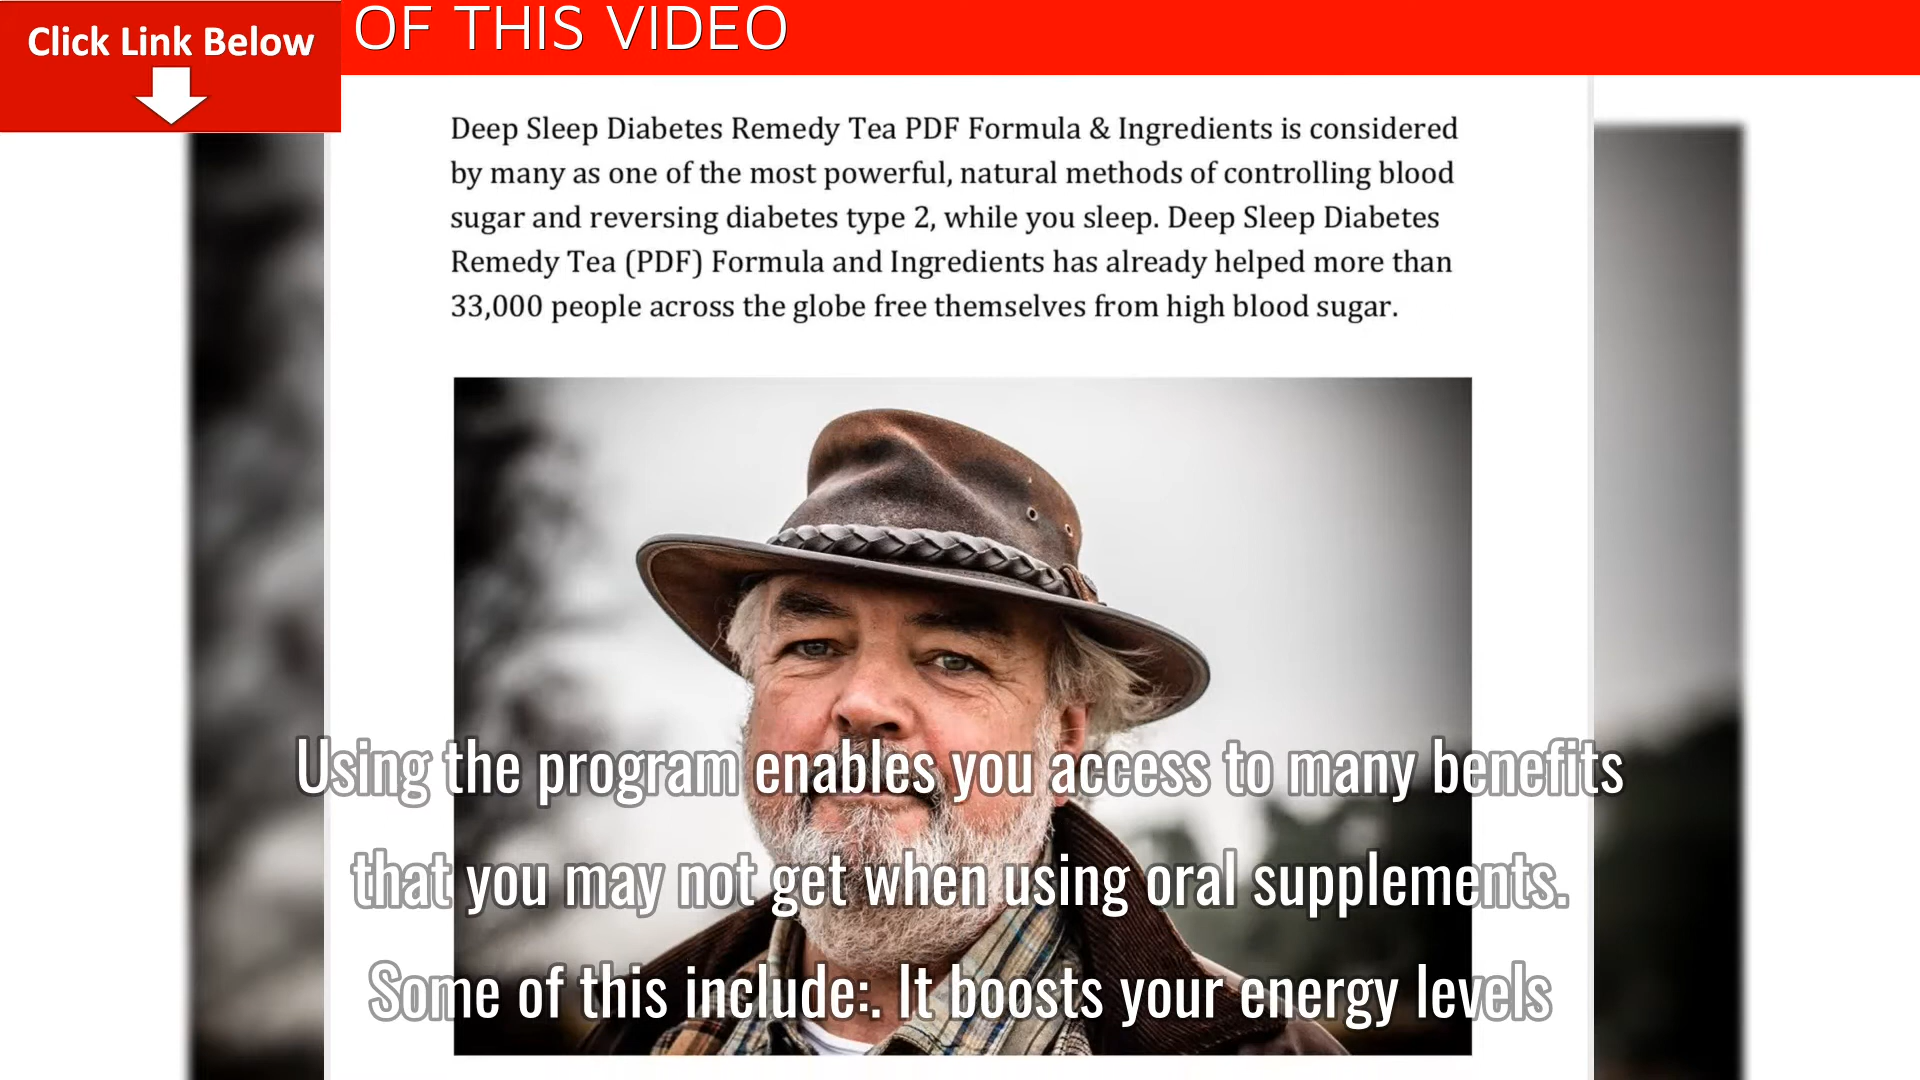 Click Link Below
OF THIS VIDEO
Deep Sleep Diabetes Remedy Tea PDF Formula & Ingredients is considered
by many as one of the most powerful, natural methods of controlling blood
sugar and reversing diabetes type 2, while you sleep. Deep Sleep Diabetes
Remedy Tea (PDF) Formula and Ingredients has already helped more than
33,000 people across the globe free themselves from high blood sugar.
Using the program enables you access to many benefits
that you may not get when using oral supplements.
Some of this include:. It boosts your energy levels